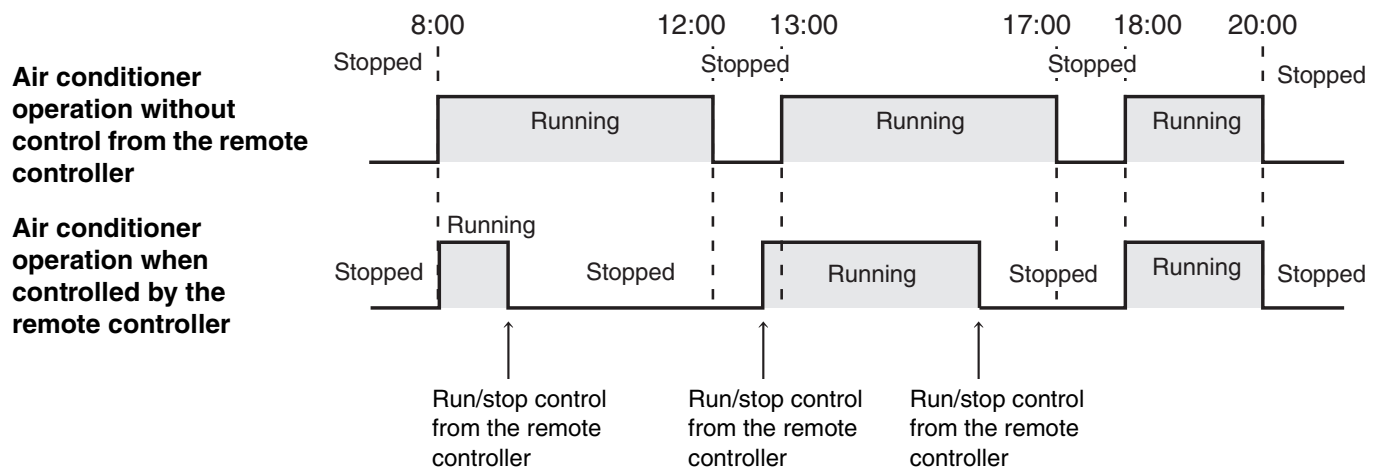 8:00 12:00 13:00 17:00 18:00 20:00
Stopped Stopped Stopped Stopped
Air conditioner
operation without
control from the remote
controller
Running Running Running
Air conditioner
operation when
controlled by the
remote controller
Running
Stopped Stopped Running Stopped Running Stopped
Run/stop control
from the remote
controller
Run/stop control
from the remote
controller
Run/stop control
from the remote
controller